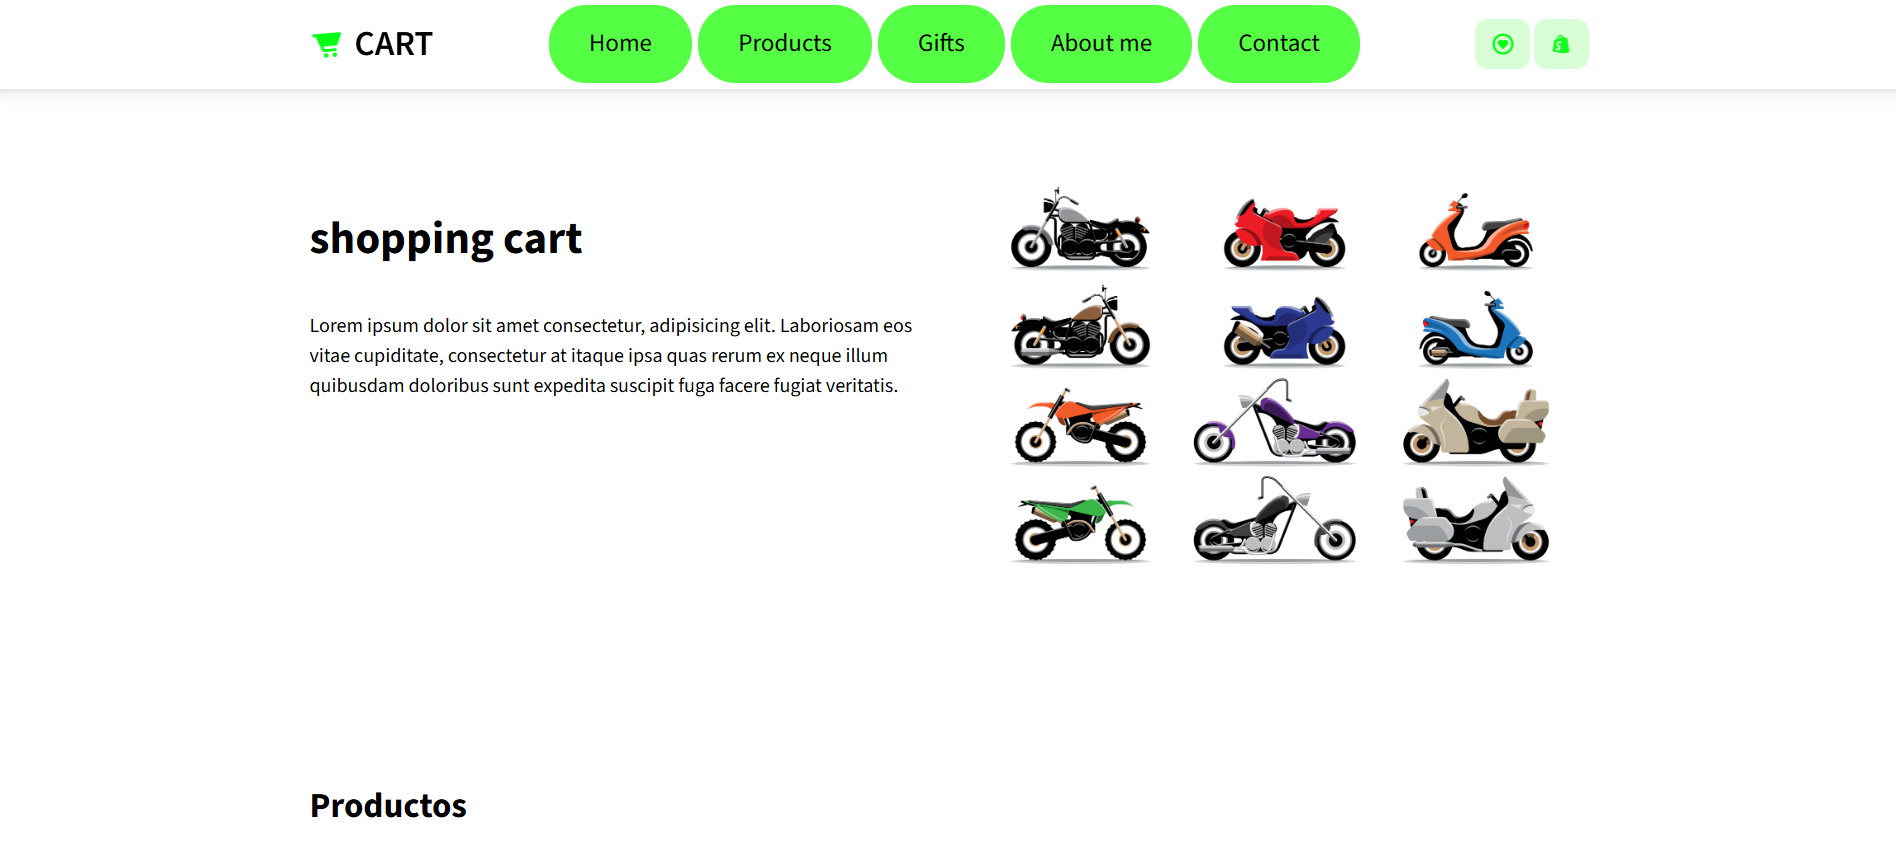 CART
Home
Products
Gifts
About me
Contact
shopping cart
Lorem ipsum dolor sit amet consectetur, adipisicing elit. Laboriosam eos
vitae cupiditate, consectetur at itaque ipsa quas rerum ex neque illum
quibusdam doloribus sunt expedita suscipit fuga facere fugiat veritatis.
Productos